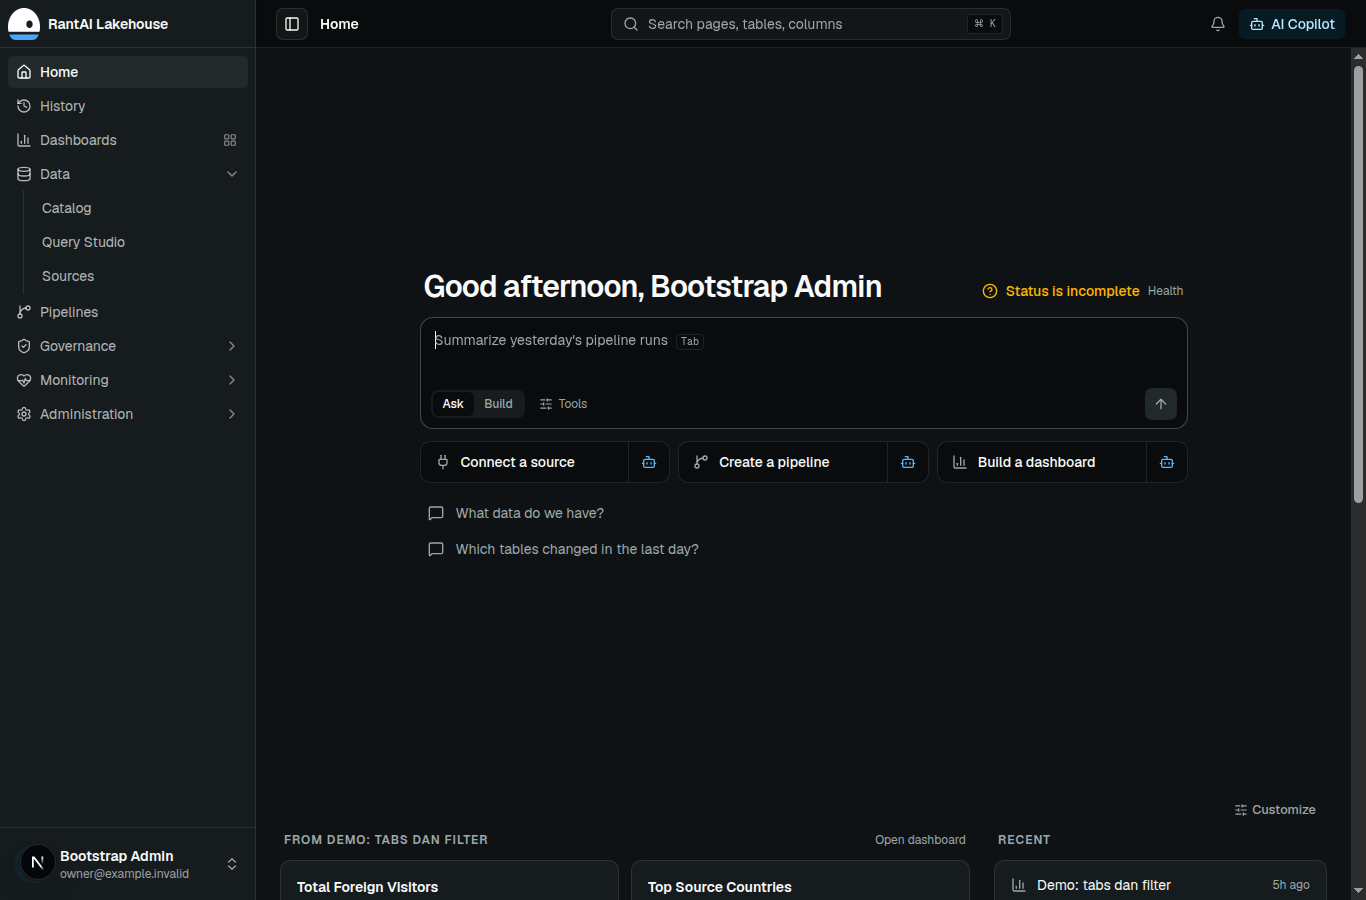 RantAI Lakehouse
Home
Search pages, tables, columns
⌘ K
AI Copilot
Home
History
Dashboards
Data
Catalog
Query Studio
Sources
Pipelines
Governance
Monitoring
Administration
Good afternoon, Bootstrap Admin
Status is incomplete Health
Summarize yesterday's pipeline runs Tab
Ask Build Tools
Connect a source
Create a pipeline
Build a dashboard
What data do we have?
Which tables changed in the last day?
Customize
FROM DEMO: TABS DAN FILTER
Open dashboard
RECENT
Total Foreign Visitors
Top Source Countries
Demo: tabs dan filter 5h ago
N
Bootstrap Admin
owner@example.invalid